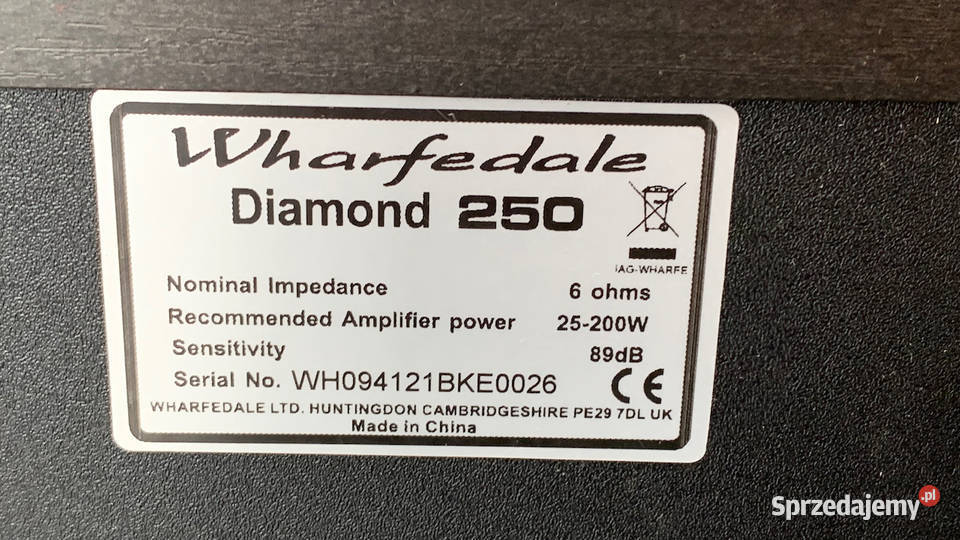 Wharfedale
Diamond 250
IAG-WHARFE
Nominal Impedance 6 ohms
Recommended Amplifier power 25-200W
Sensitivity 89dB
Serial No. WH094121BKE0026 CE
WHARFEDALE LTD. HUNTINGDON CAMBRIDGESHIRE PE29 7DL UK
Made in China
Sprzedajemy.pl